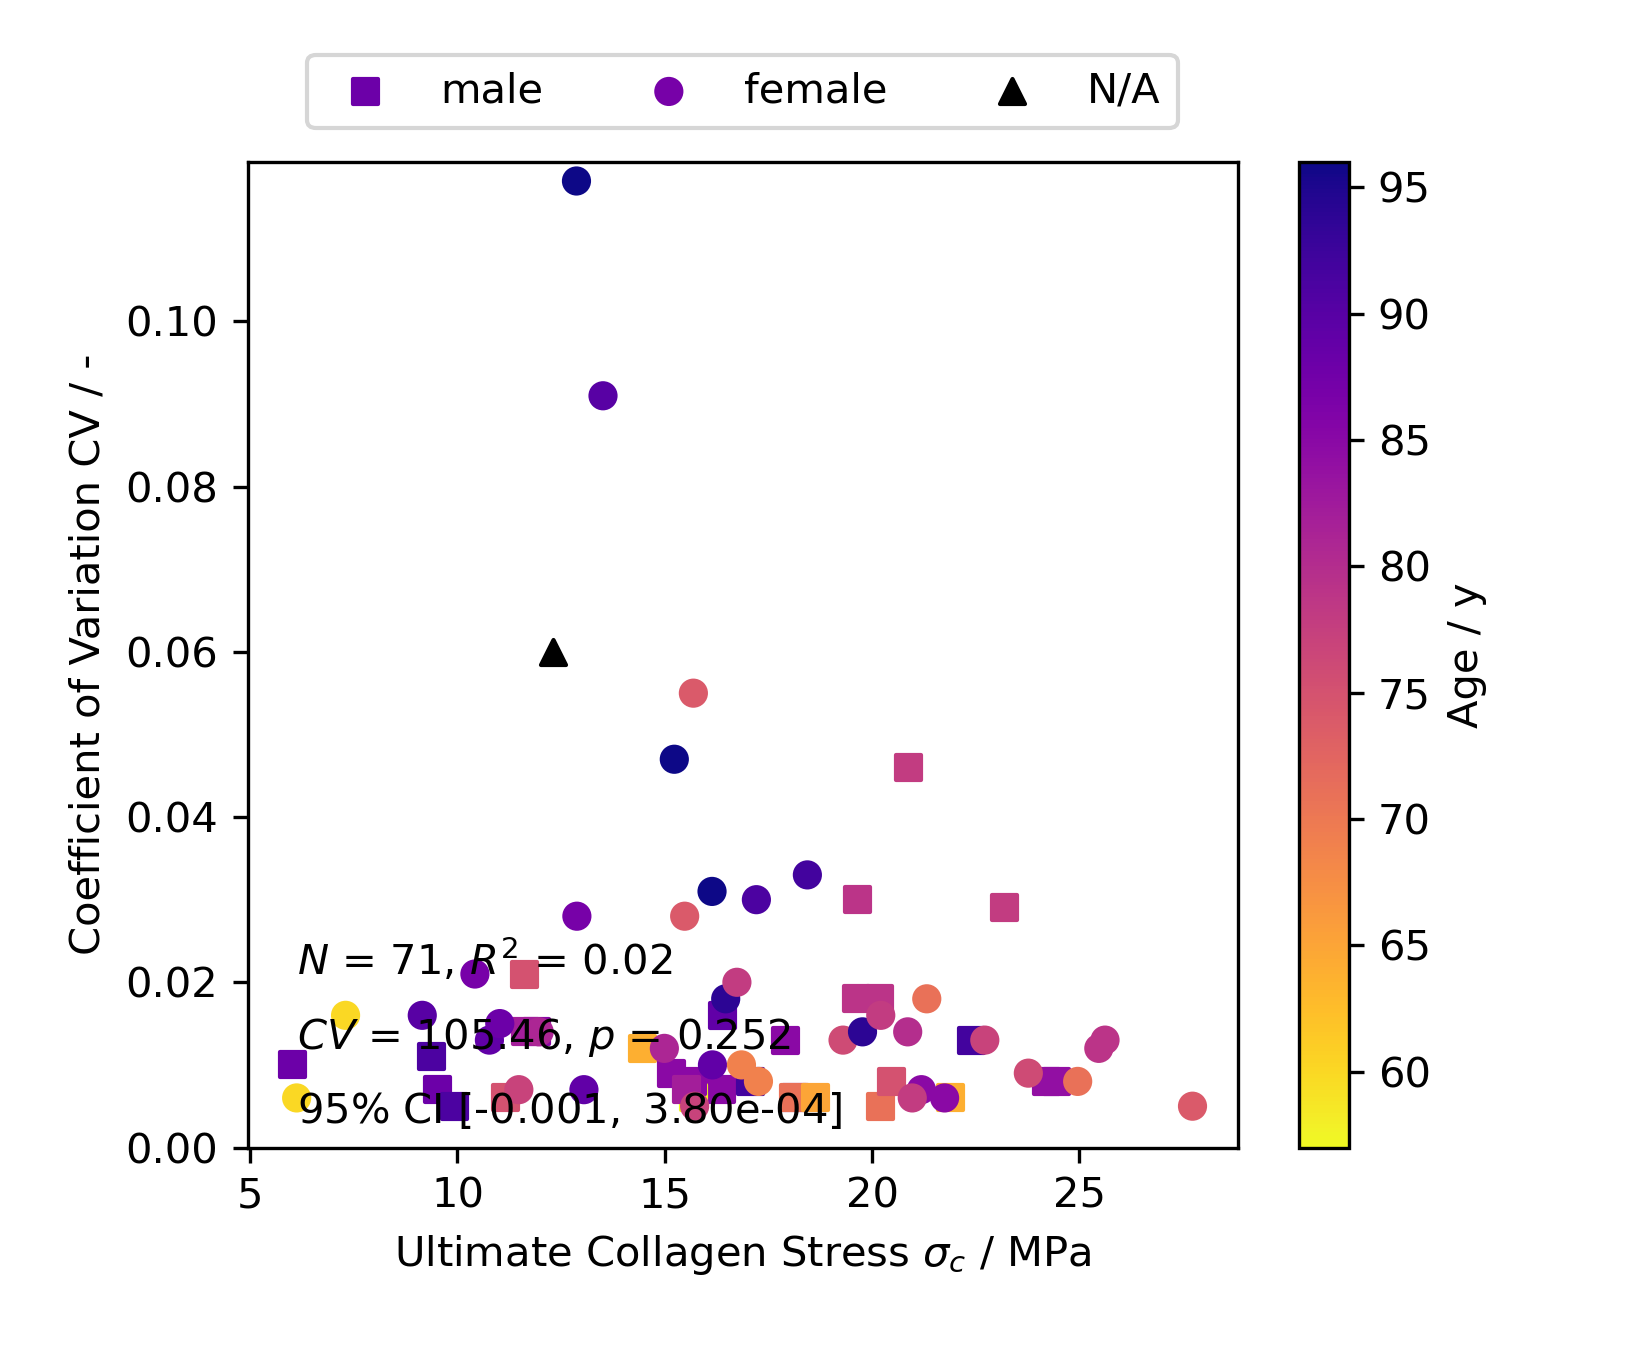 male female N/A
0.10
0.08
0.06
0.04
0.02
0.00
Coefficient of Variation CV / -
N = 71, R² = 0.02
CV = 105.46, p = 0.252
95% CI [-0.001, 3.80e-04]
5 10 15 20 25
Ultimate Collagen Stress σc / MPa
95
90
85
80
75
70
65
60
Age / y